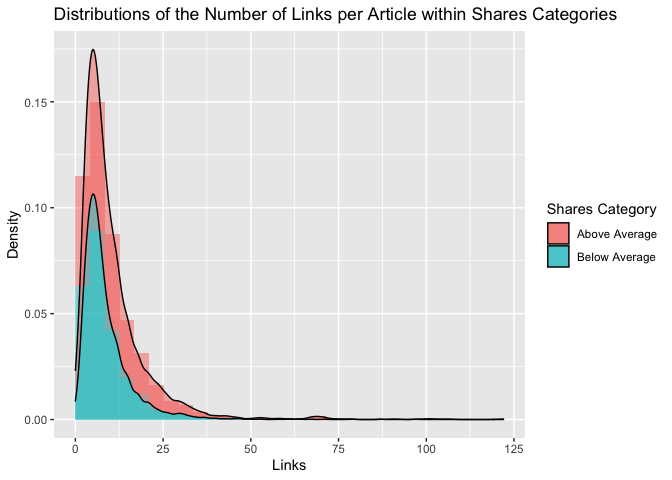 Distributions of the Number of Links per Article within Shares Categories
Density
0.15
0.10
0.05
0.00
0
25
50
75
100
125
Links
Shares Category
Above Average
Below Average